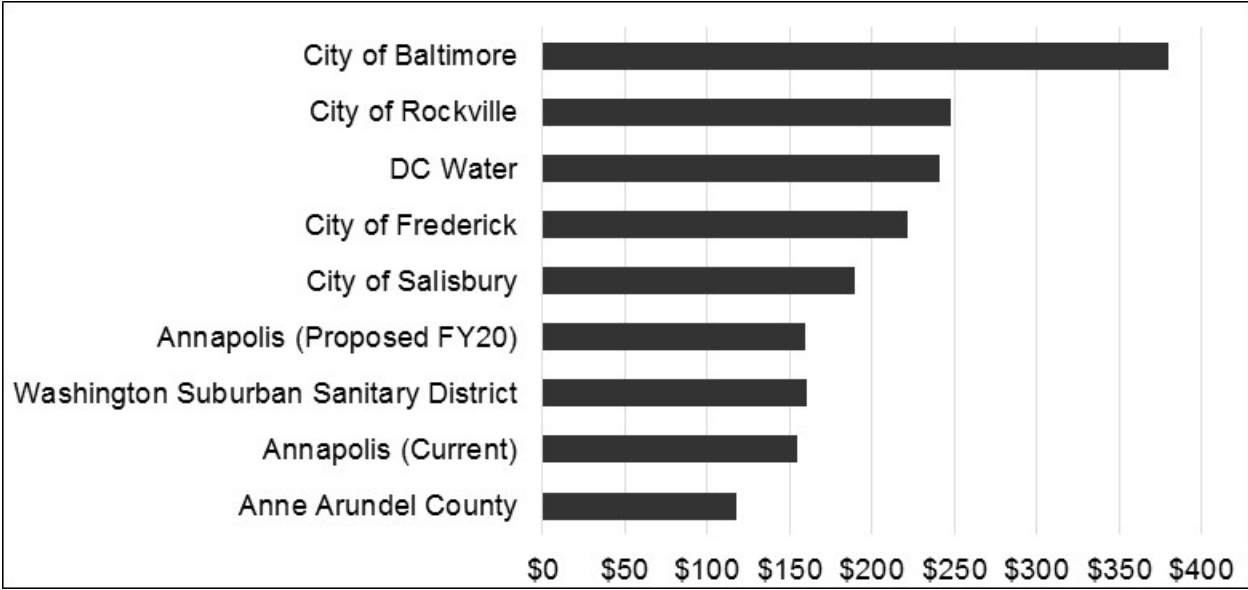 City of Baltimore
City of Rockville
DC Water
City of Frederick
City of Salisbury
Annapolis (Proposed FY20)
Washington Suburban Sanitary District
Annapolis (Current)
Anne Arundel County
$0 $50 $100 $150 $200 $250 $300 $350 $400